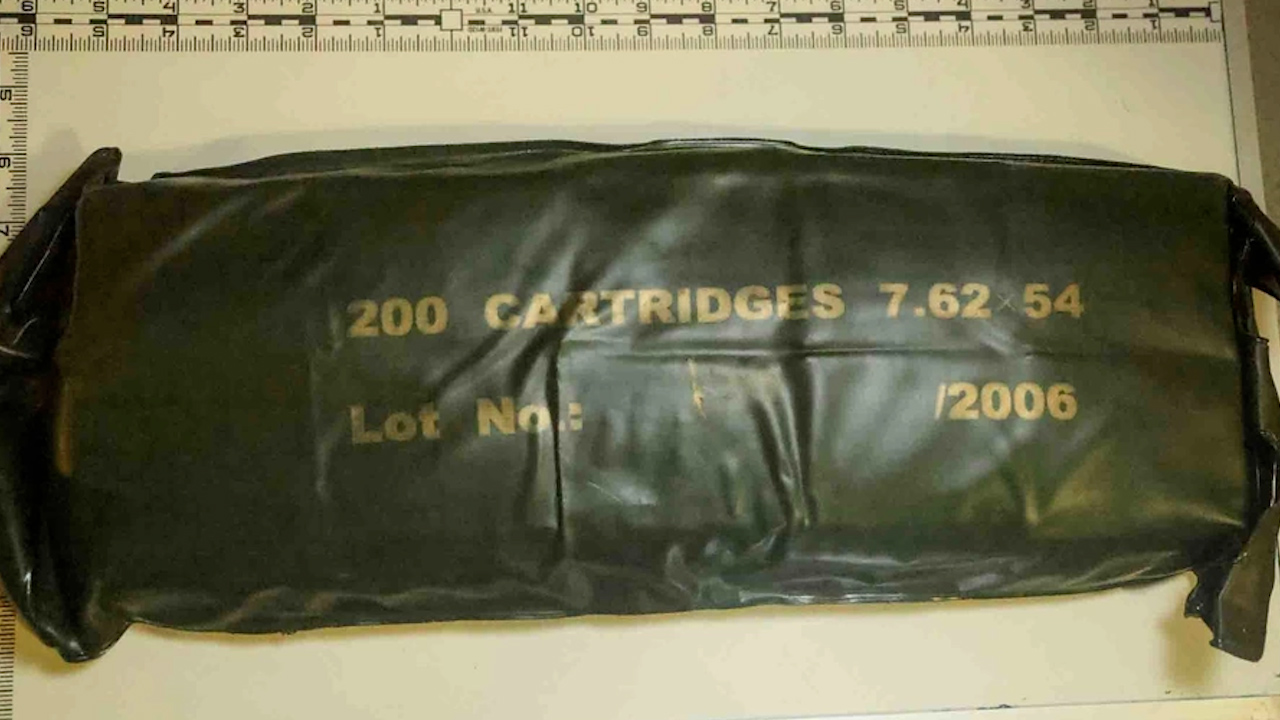 200 CARTRIDGES 7.62×54
Lot No.: /2006